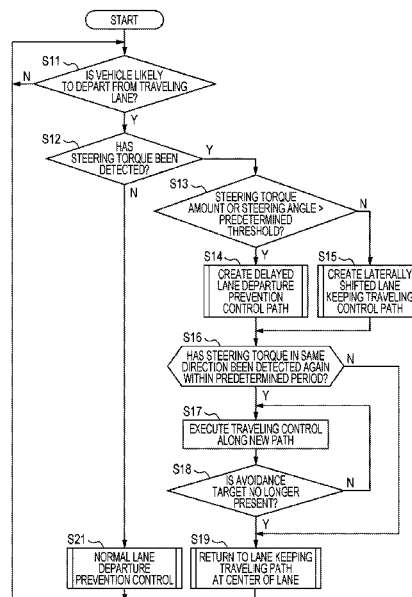 START
S11
IS VEHICLE LIKELY
TO DEPART FROM TRAVELING
LANE?
N
Y
S12
HAS
STEERING TORQUE BEEN
DETECTED?
Y
N
S13
STEERING TORQUE
AMOUNT OR STEERING ANGLE >
PREDETERMINED
THRESHOLD?
N
Y
S14
CREATE DELAYED
LANE DEPARTURE
PREVENTION
CONTROL PATH
S15
CREATE LATERALLY
SHIFTED LANE
KEEPING TRAVELING
CONTROL PATH
S16
HAS STEERING TORQUE IN SAME
DIRECTION BEEN DETECTED AGAIN
WITHIN PREDETERMINED PERIOD?
N
Y
S17
EXECUTE TRAVELING CONTROL
ALONG NEW PATH
S18
IS AVOIDANCE
TARGET NO LONGER
PRESENT?
N
Y
S21
NORMAL LANE
DEPARTURE
PREVENTION CONTROL
S19
RETURN TO LANE KEEPING
TRAVELING PATH
AT CENTER OF LANE